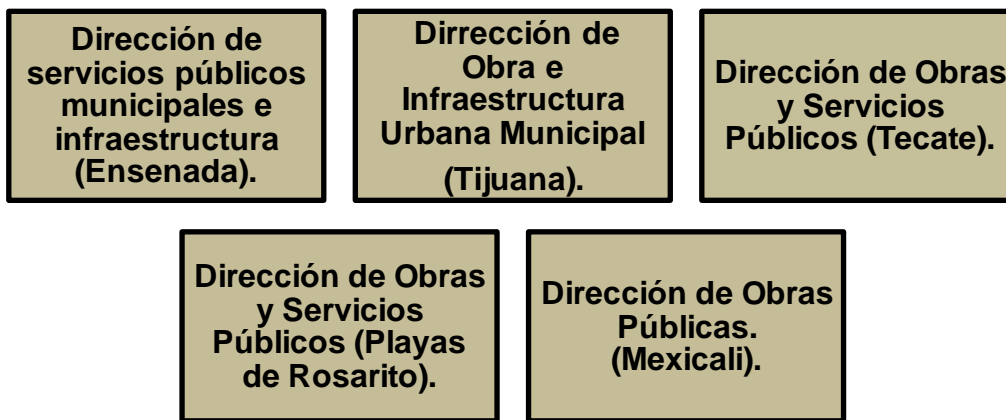 Dirección de
servicios públicos
municipales e
infraestructura
(Ensenada).
Dirrección de
Obra e
Infraestructura
Urbana Municipal
(Tijuana).
Dirección de Obras
y Servicios
Públicos (Tecate).
Dirección de Obras
y Servicios
Públicos (Playas
de Rosarito).
Dirección de Obras
Públicas.
(Mexicali).